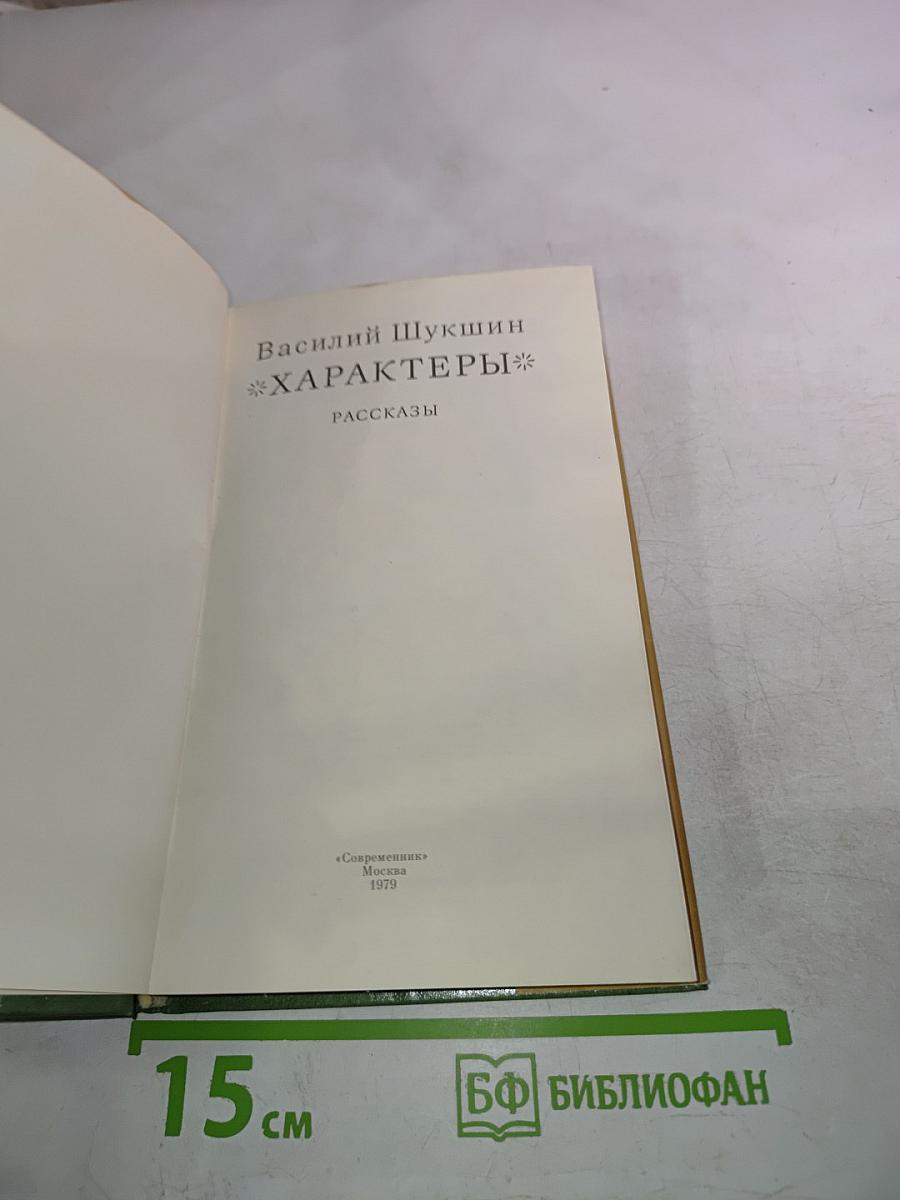 Василий Шукшин
*ХАРАКТЕРЫ*
РАССКАЗЫ
«Современник»
Москва
1979
15 см
БФ БИБЛИОФАН